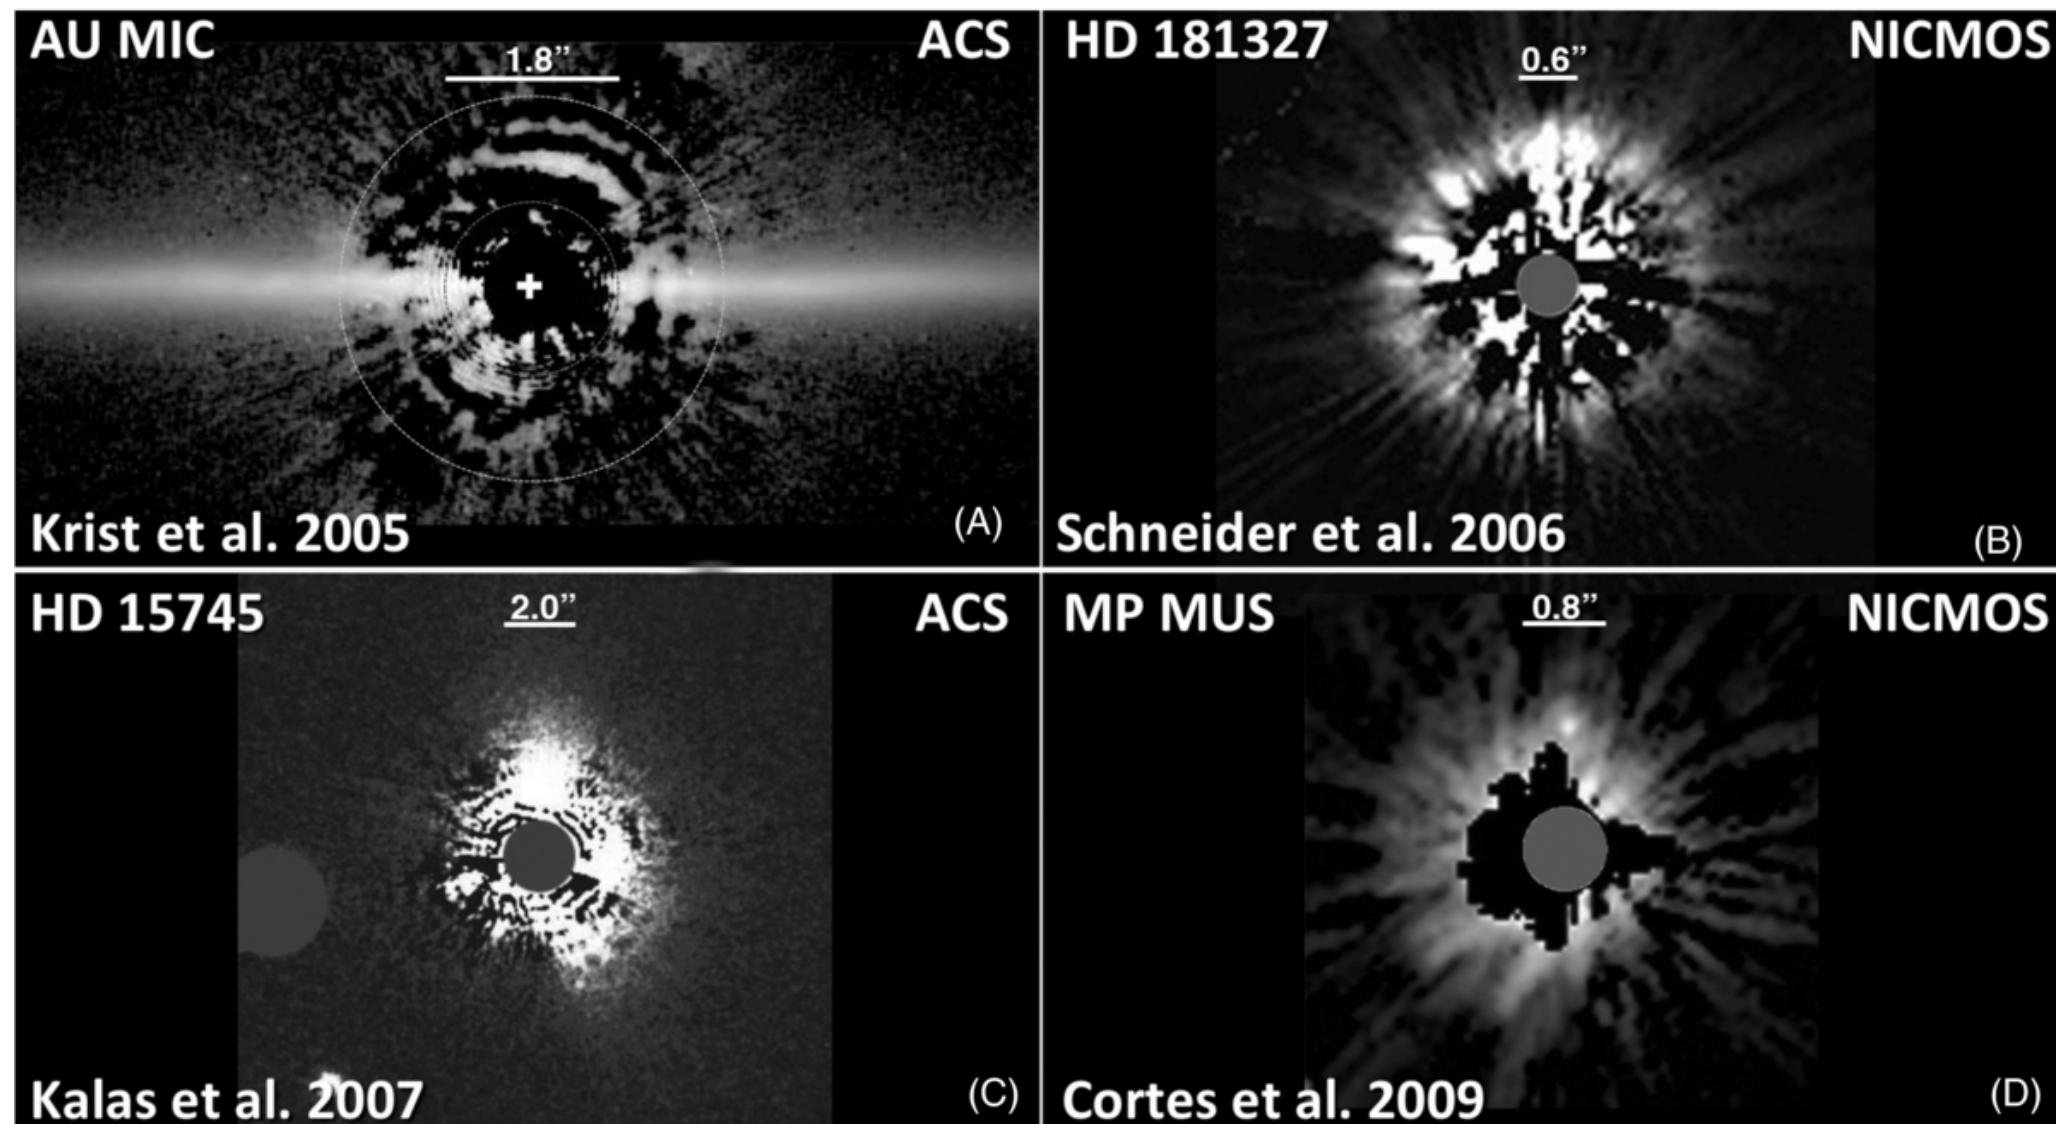 AU MIC
ACS
1.8”
Krist et al. 2005
(A)
HD 181327
NICMOS
0.6”
Schneider et al. 2006
(B)
HD 15745
ACS
2.0”
Kalas et al. 2007
(C)
MP MUS
NICMOS
0.8”
Cortes et al. 2009
(D)